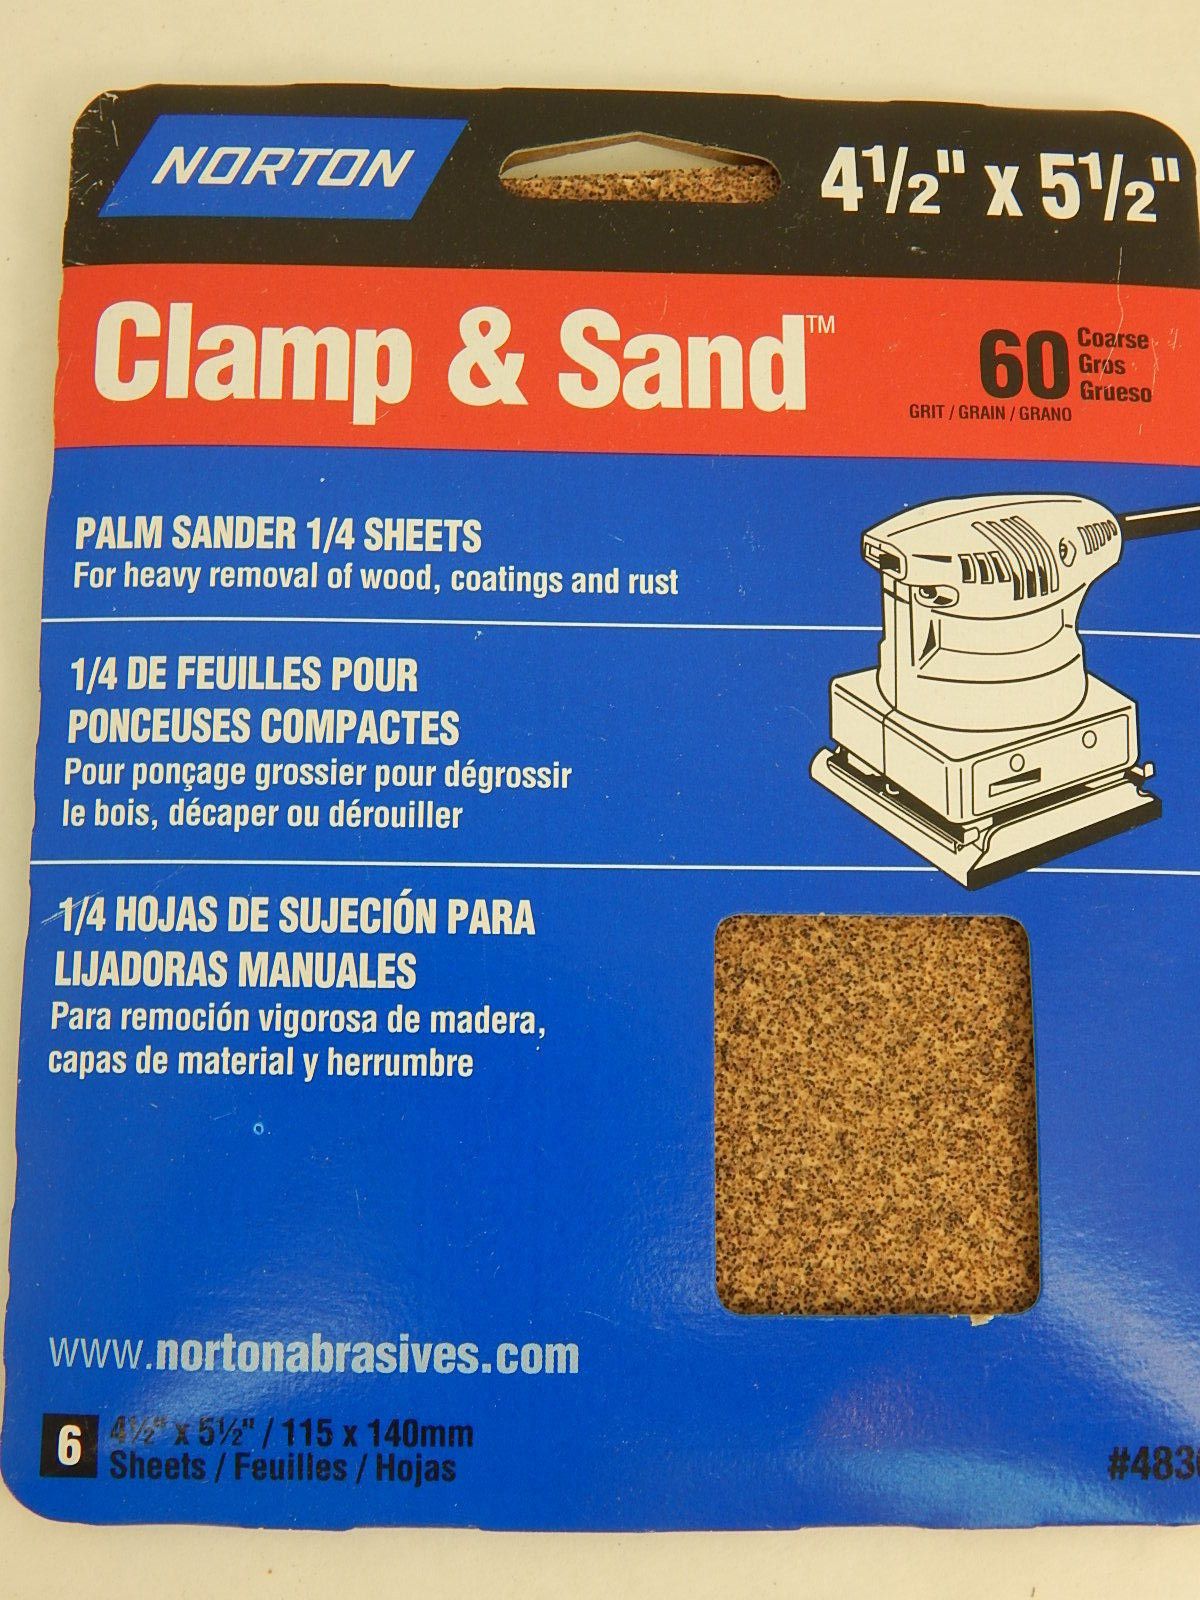 NORTON
4½" x 5½"
Clamp & Sand™
60 Coarse
Gros
Grueso
GRIT / GRAIN / GRANO
PALM SANDER 1/4 SHEETS
For heavy removal of wood, coatings and rust
1/4 DE FEUILLES POUR
PONCEUSES COMPACTES
Pour ponçage grossier pour dégrossir
le bois, décaper ou dérouiller
1/4 HOJAS DE SUJECIÓN PARA
LIJADORAS MANUALES
Para remoción vigorosa de madera,
capas de material y herrumbre
www.nortonabrasives.com
6 4½" x 5½" / 115 x 140mm
Sheets / Feuilles / Hojas